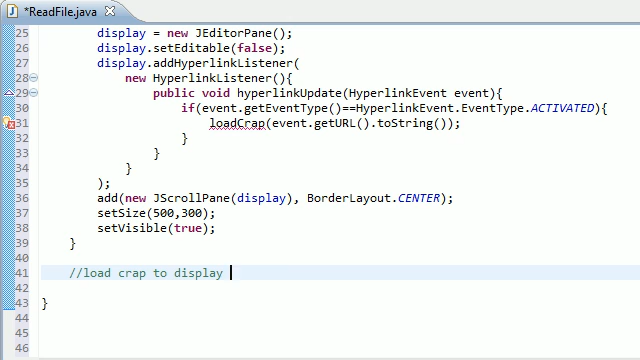 *ReadFile.java
25 display = new JEditorPane();
26 display.setEditable(false);
27 display.addHyperlinkListener(
28 new HyperlinkListener(){
29 public void hyperlinkUpdate(HyperlinkEvent event){
30 if(event.getEventType()==HyperlinkEvent.EventType.ACTIVATED){
31 loadCrap(event.getURL().toString());
32 }
33 }
34 }
35 );
36 add(new JScrollPane(display), BorderLayout.CENTER);
37 setSize(500,300);
38 setVisible(true);
39 }
40
41 //load crap to display
42
43 }
44
45
46